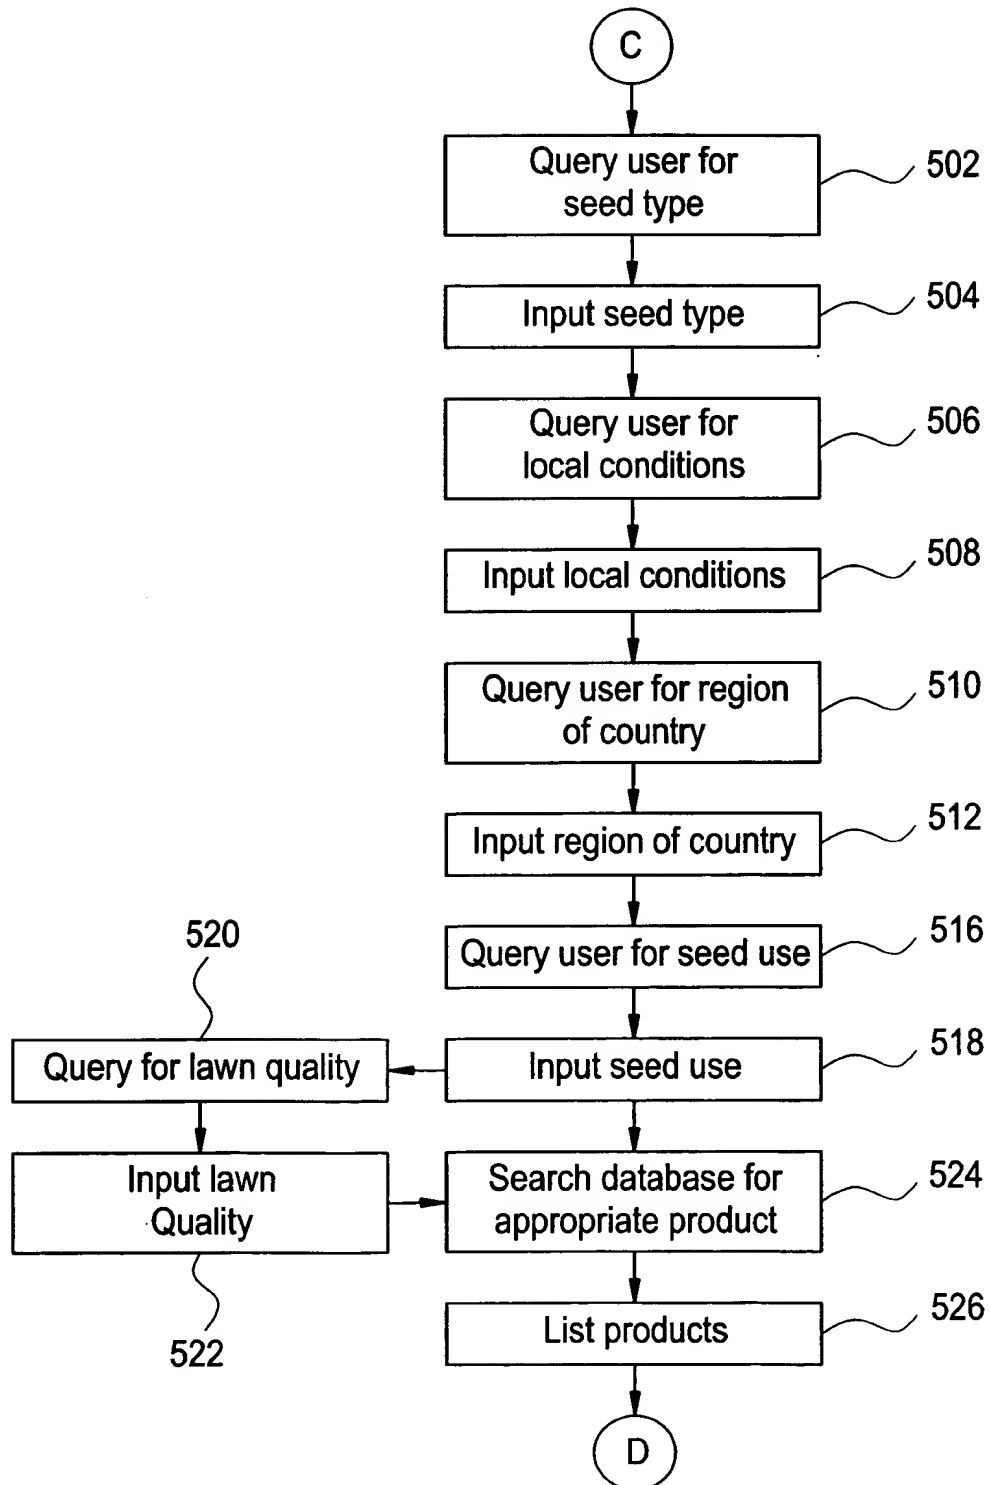 C
Query user for
seed type
502
Input seed type
504
Query user for
local conditions
506
Input local conditions
508
Query user for region
of country
510
Input region of country
512
Query user for seed use
516
520
Query for lawn quality
Input seed use
518
Input lawn
Quality
522
Search database for
appropriate product
524
List products
526
D